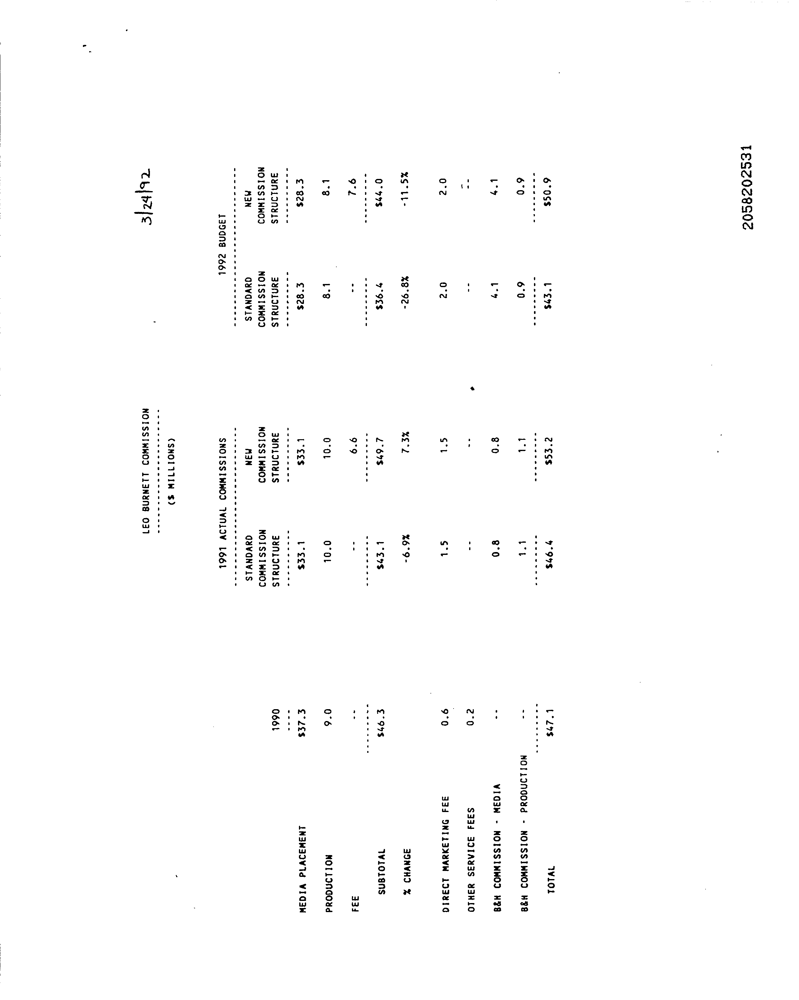 3/24/92
LEO BURNETT COMMISSION
($ MILLIONS)
1991 ACTUAL COMMISSIONS 1992 BUDGET
STANDARD NEW STANDARD NEW
COMMISSION COMMISSION COMMISSION COMMISSION
1990 STRUCTURE STRUCTURE STRUCTURE STRUCTURE
MEDIA PLACEMENT $37.3 $33.1 $33.1 $28.3 $28.3
PRODUCTION 9.0 10.0 10.0 8.1 8.1
FEE -- -- 6.6 -- 7.6
SUBTOTAL $46.3 $43.1 $49.7 $36.4 $44.0
% CHANGE -6.9% 7.3% -26.8% -11.5%
DIRECT MARKETING FEE 0.6 1.5 1.5 2.0 2.0
OTHER SERVICE FEES 0.2 -- -- -- --
B&H COMMISSION - MEDIA -- 0.8 0.8 4.1 4.1
B&H COMMISSION - PRODUCTION -- 1.1 1.1 0.9 0.9
TOTAL $47.1 $46.4 $53.2 $43.1 $50.9
2058202531